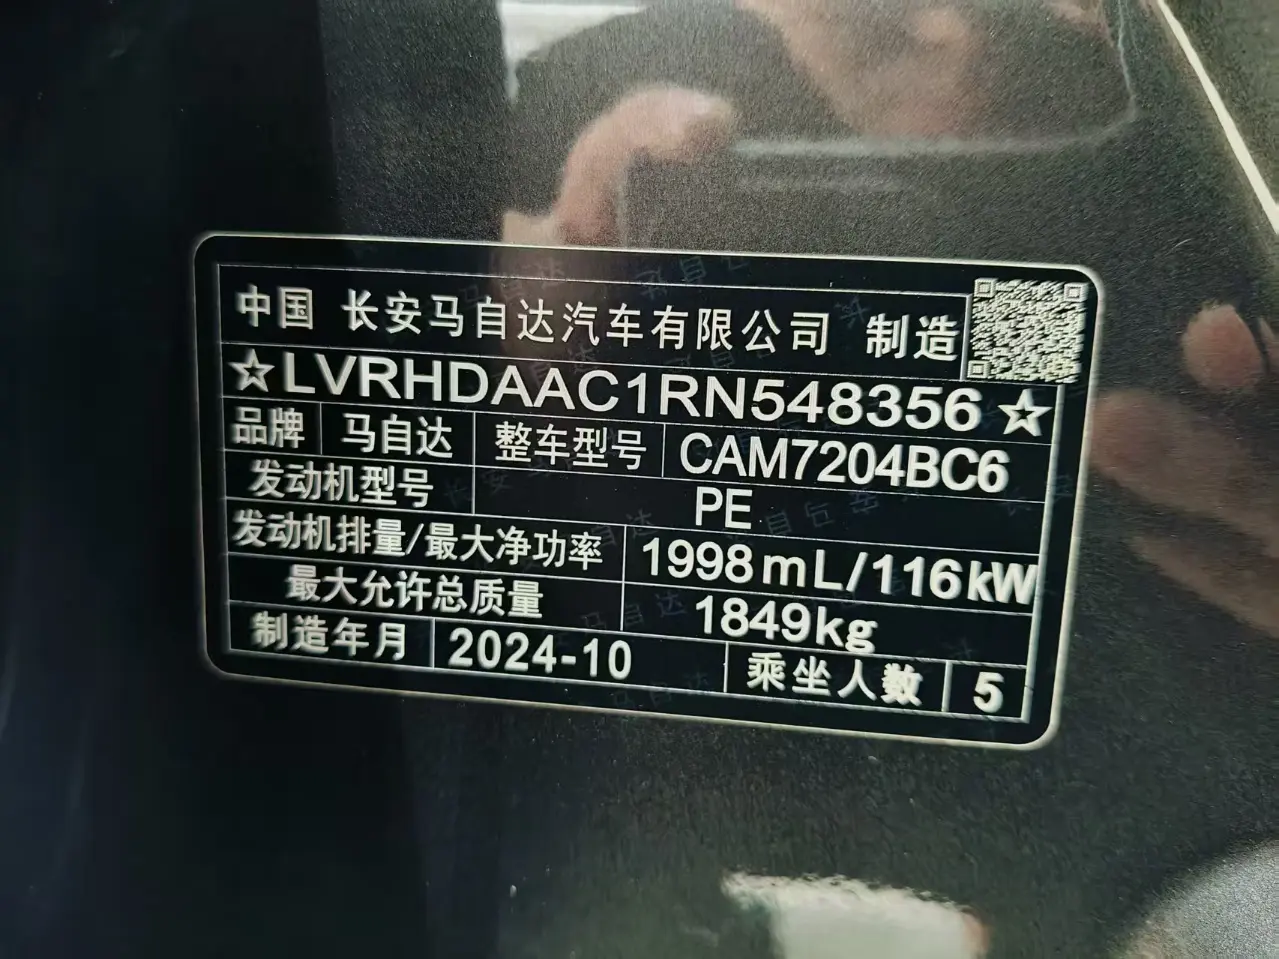 中国 长安马自达汽车有限公司 制造
☆LVRHDAAC1RN548356☆
品牌 马自达 整车型号 CAM7204BC6
发动机型号 PE
发动机排量/最大净功率 1998mL/116kW
最大允许总质量 1849kg
制造年月 2024-10 乘坐人数 5